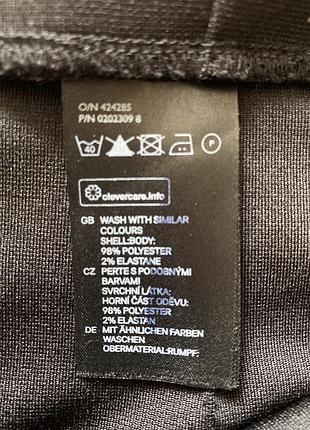 O/N 424285
P/N 0202309 8
40 P
clevercare.info
GB WASH WITH SIMILAR
COLOURS
SHELL:BODY:
98% POLYESTER
2% ELASTANE
CZ PERTE S PODOBNÝMI
BARVAMI
SVRCHNÍ LÁTKA:
HORNÍ ČÁST ODĚVU:
98% POLYESTER
2% ELASTAN
DE MIT ÄHNLICHEN FARBEN
WASCHEN
OBERMATERIAL:RUMPF: